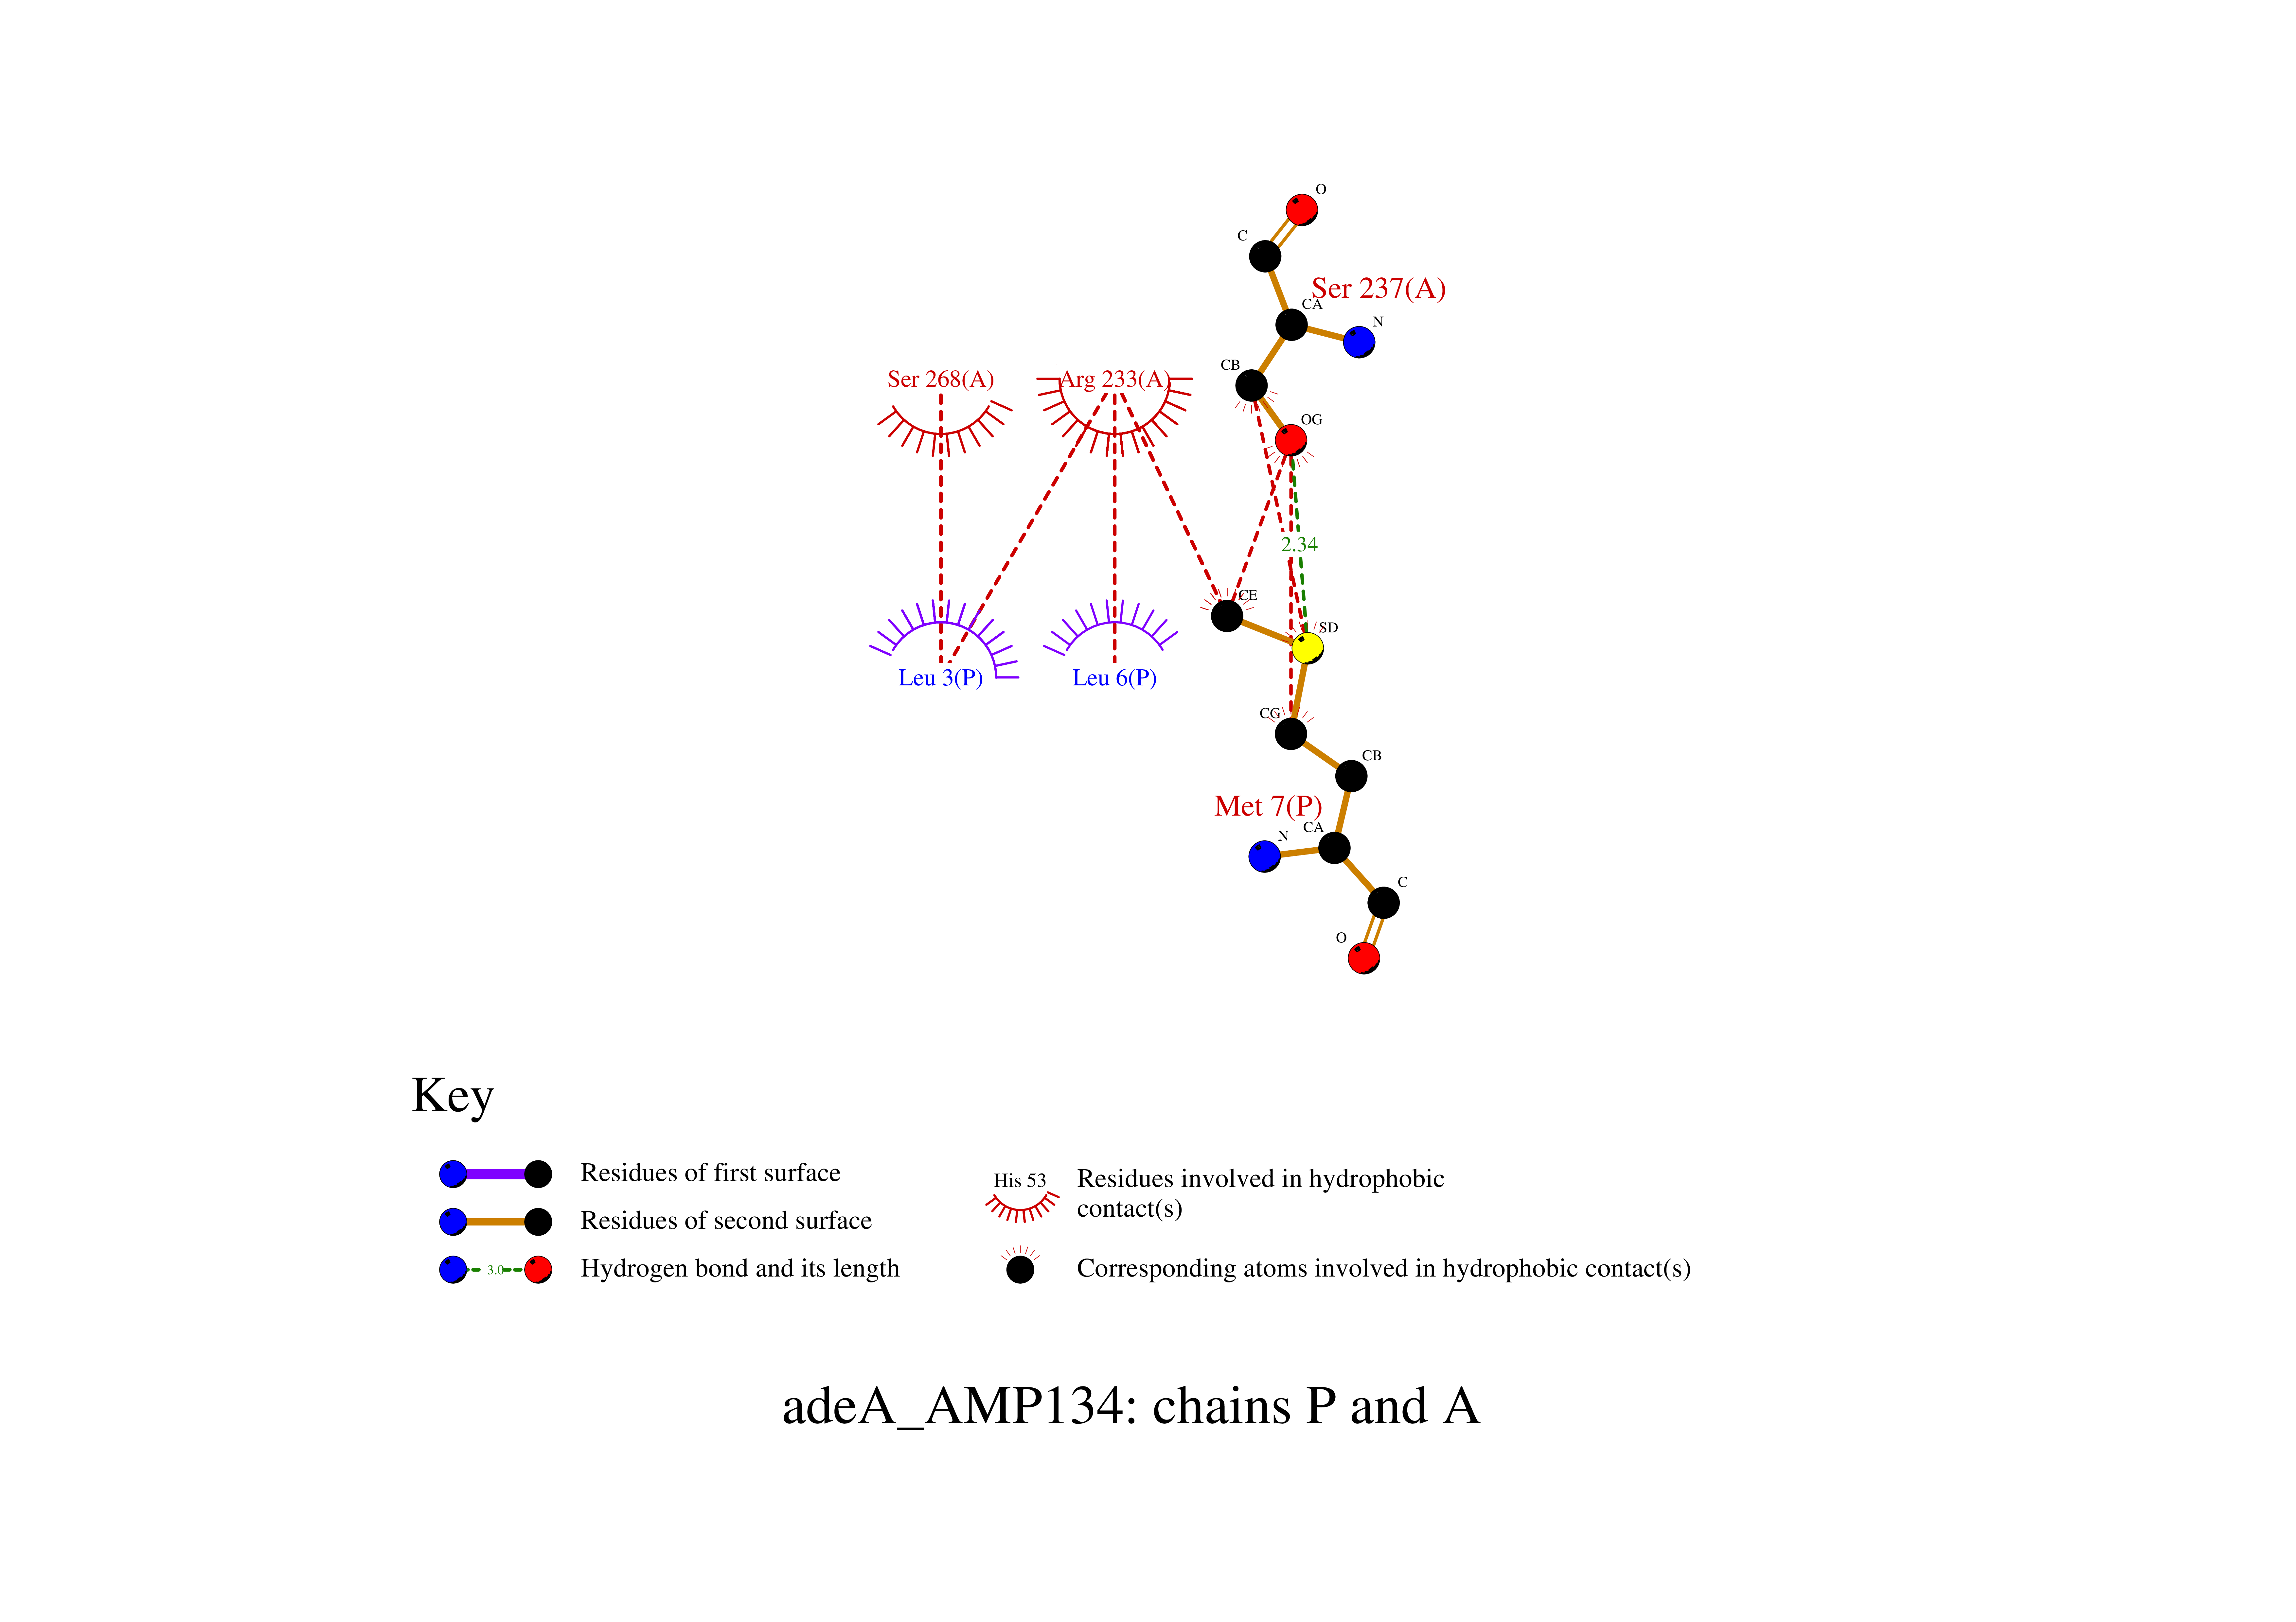 O
C
Ser 237(A)
CA
N
CB
Ser 268(A)
Arg 233(A)
OG
2.34
CE
SD
Leu 3(P)
Leu 6(P)
CG
CB
Met 7(P)
CA
N
C
O
Key
Residues of first surface
Residues of second surface
3.0
Hydrogen bond and its length
His 53
Residues involved in hydrophobic
contact(s)
Corresponding atoms involved in hydrophobic contact(s)
adeA_AMP134: chains P and A